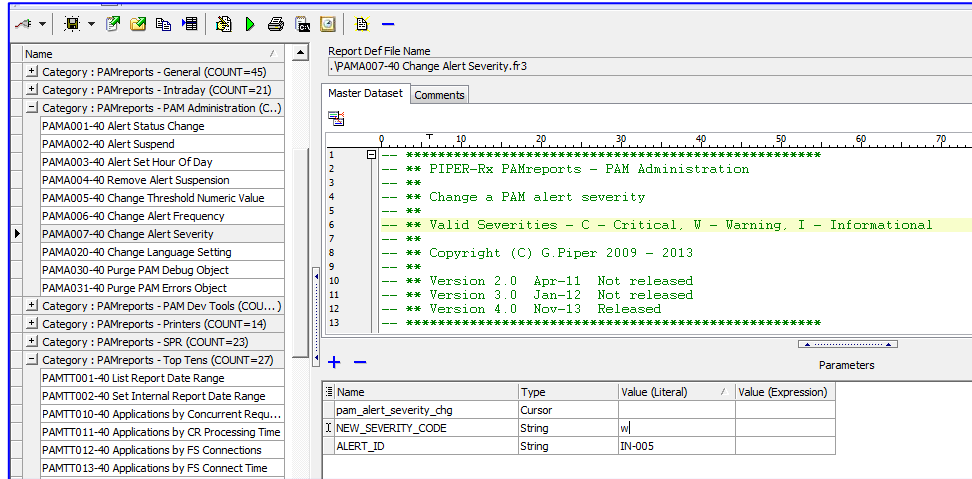 Name
Category : PAMreports - General (COUNT=45)
Category : PAMreports - Intraday (COUNT=21)
Category : PAMreports - PAM Administration (C..)
PAMA001-40 Alert Status Change
PAMA002-40 Alert Suspend
PAMA003-40 Alert Set Hour Of Day
PAMA004-40 Remove Alert Suspension
PAMA005-40 Change Threshold Numeric Value
PAMA006-40 Change Alert Frequency
PAMA007-40 Change Alert Severity
PAMA020-40 Change Language Setting
PAMA030-40 Purge PAM Debug Object
PAMA031-40 Purge PAM Errors Object
Category : PAMreports - PAM Dev Tools (COU...)
Category : PAMreports - Printers (COUNT=14)
Category : PAMreports - SPR (COUNT=23)
Category : PAMreports - Top Tens (COUNT=27)
PAMTT001-40 List Report Date Range
PAMTT002-40 Set Internal Report Date Range
PAMTT010-40 Applications by Concurrent Requ...
PAMTT011-40 Applications by CR Processing Time
PAMTT012-40 Applications by FS Connections
PAMTT013-40 Applications by FS Connect Time
Report Def File Name
.\PAMA007-40 Change Alert Severity.fr3
Master Dataset Comments
0 10 20 30 40 50 60 70
1 -- ***************************************************
2 -- ** PIPER-Rx PAMreports - PAM Administration
3 -- **
4 -- ** Change a PAM alert severity
5 -- **
6 -- ** Valid Severities - C - Critical, W - Warning, I - Informational
7 -- **
8 -- ** Copyright (C) G.Piper 2009 - 2013
9 -- **
10 -- ** Version 2.0 Apr-11 Not released
11 -- ** Version 3.0 Jan-12 Not released
12 -- ** Version 4.0 Nov-13 Released
13 -- ***************************************************
Parameters
Name Type Value (Literal) Value (Expression)
pam_alert_severity_chg Cursor
NEW_SEVERITY_CODE String w
ALERT_ID String IN-005